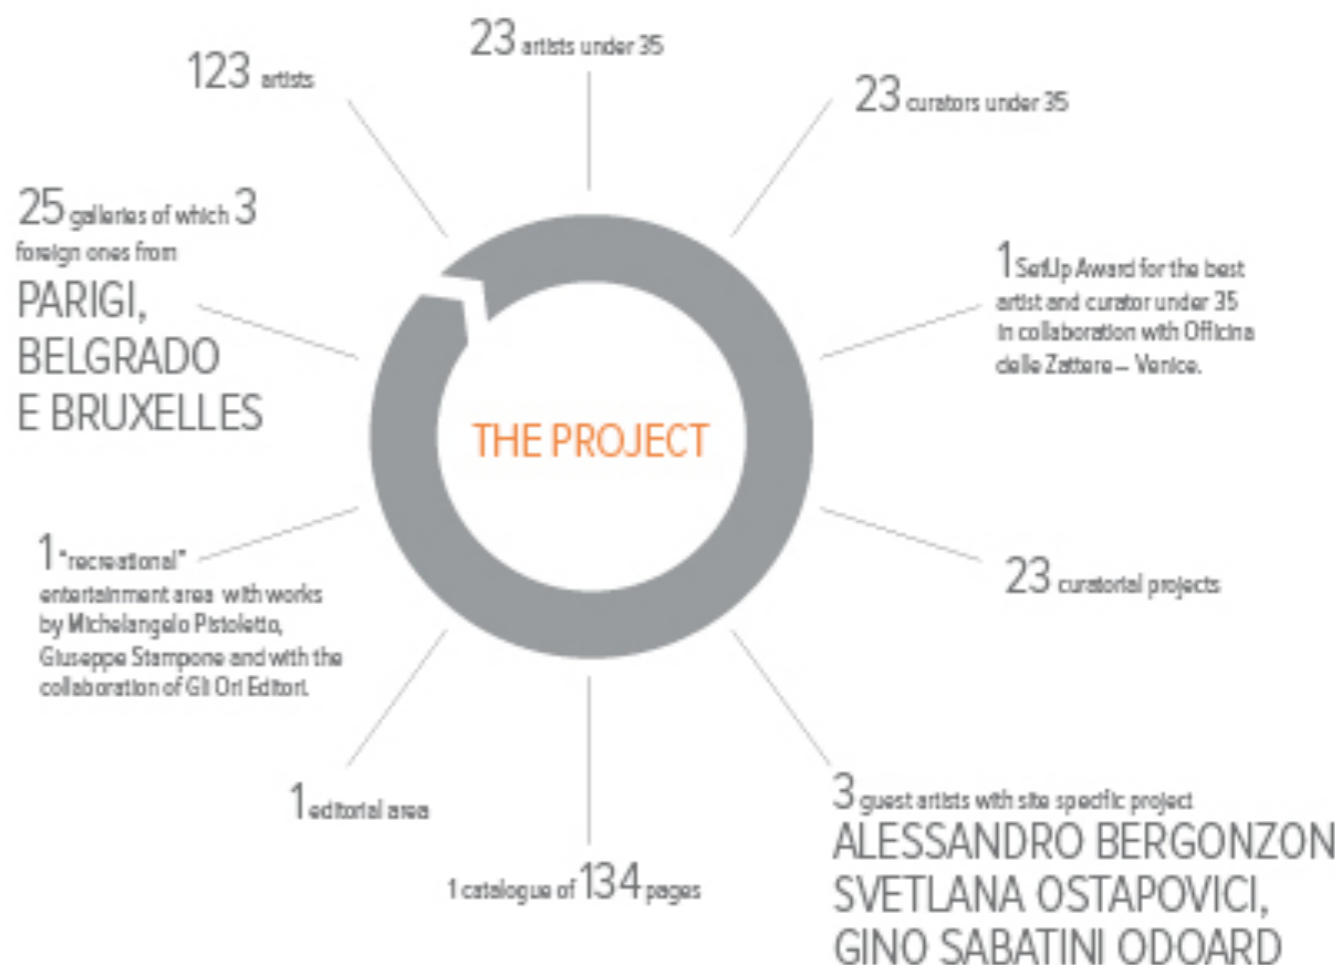 23 artists under 35
123 artists
23 curators under 35
25 galleries of which 3
foreign ones from
PARIGI,
BELGRADO
E BRUXELLES
1 SetUp Award for the best
artist and curator under 35
in collaboration with Officina
delle Zattere – Venice.
THE PROJECT
1 "recreational"
entertainment area with works
by Michelangelo Pistoletto,
Giuseppe Stampone and with the
collaboration of Gli Ori Editori.
23 curatorial projects
1 editorial area
1 catalogue of 134 pages
3 guest artists with site specific project
ALESSANDRO BERGONZON
SVETLANA OSTAPOVICI,
GINO SABATINI ODOARD